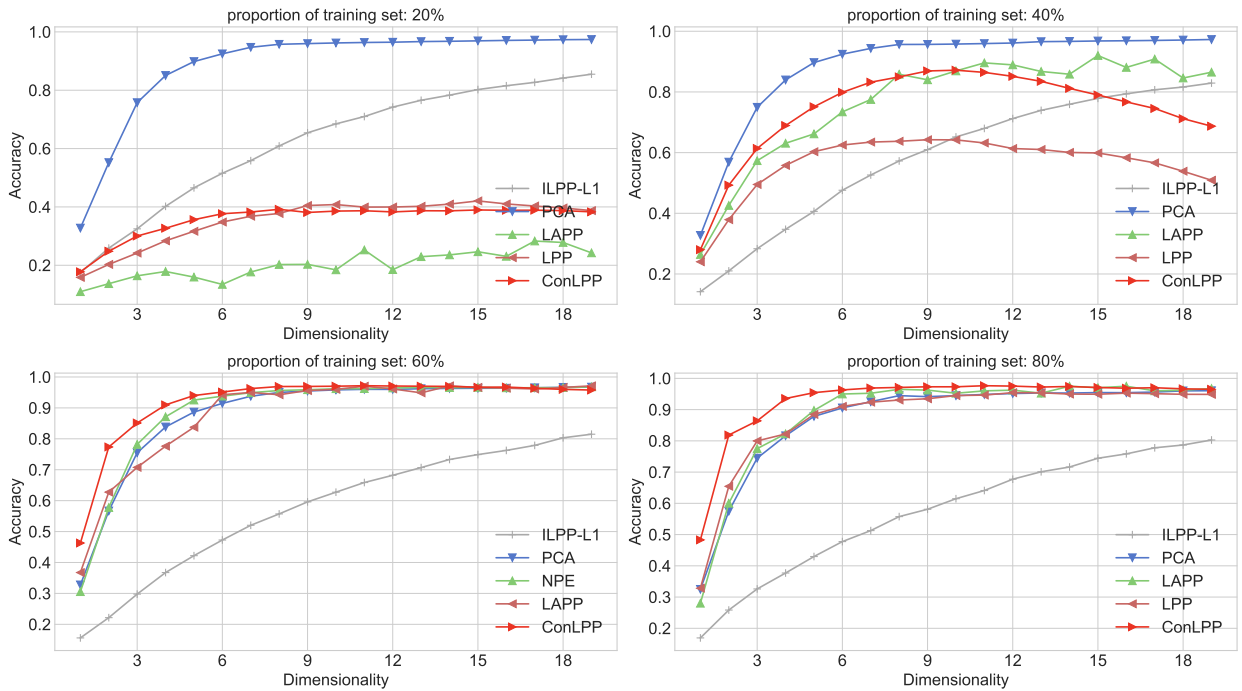 proportion of training set: 20%
1.0
0.8
0.6
0.4
0.2
Accuracy
ILPP-L1
PCA
LAPP
LPP
ConLPP
3 6 9 12 15 18
Dimensionality
proportion of training set: 40%
1.0
0.8
0.6
0.4
0.2
Accuracy
ILPP-L1
PCA
LAPP
LPP
ConLPP
3 6 9 12 15 18
Dimensionality
proportion of training set: 60%
1.0
0.9
0.8
0.7
0.6
0.5
0.4
0.3
0.2
Accuracy
ILPP-L1
PCA
NPE
LAPP
ConLPP
3 6 9 12 15 18
Dimensionality
proportion of training set: 80%
1.0
0.9
0.8
0.7
0.6
0.5
0.4
0.3
0.2
Accuracy
ILPP-L1
PCA
LAPP
LPP
ConLPP
3 6 9 12 15 18
Dimensionality